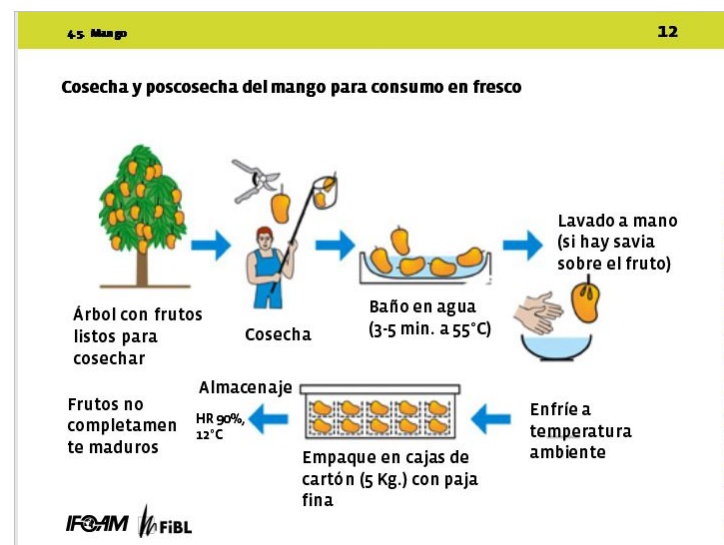 4.5. Mango
12
Cosecha y poscosecha del mango para consumo en fresco
Árbol con frutos
listos para
cosechar
Cosecha
Baño en agua
(3-5 min. a 55°C)
Lavado a mano
(si hay savia
sobre el fruto)
Enfríe a
temperatura
ambiente
Empaque en cajas de
cartón (5 Kg.) con paja
fina
Almacenaje
HR 90%,
12°C
Frutos no
completamen
te maduros
IFOAM
FiBL